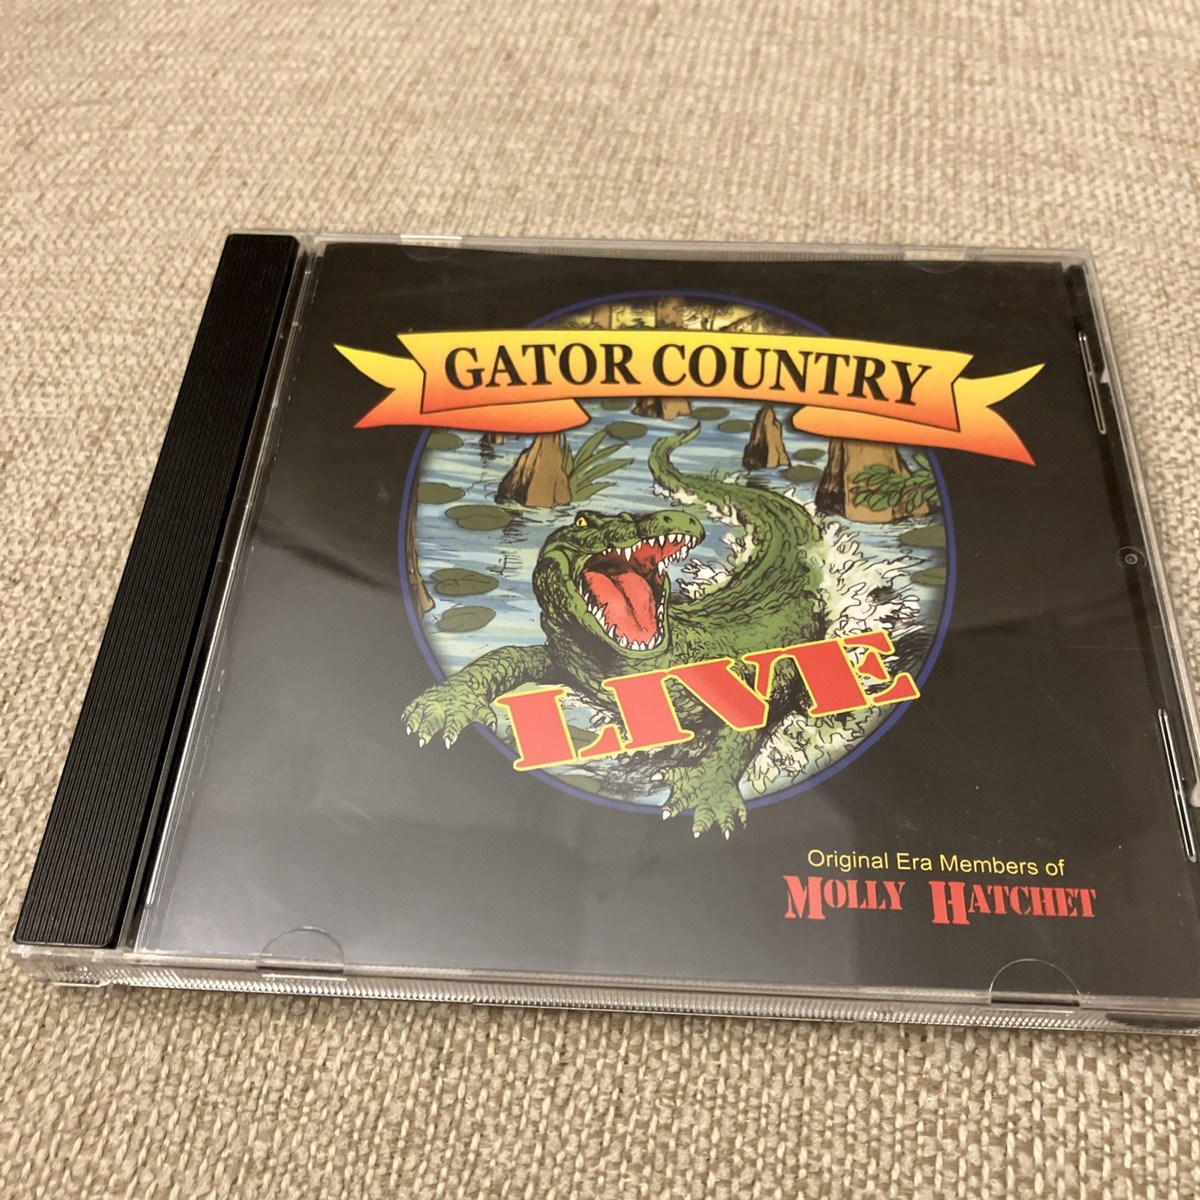 GATOR COUNTRY
LIVE
Original Era Members of
MOLLY HATCHET